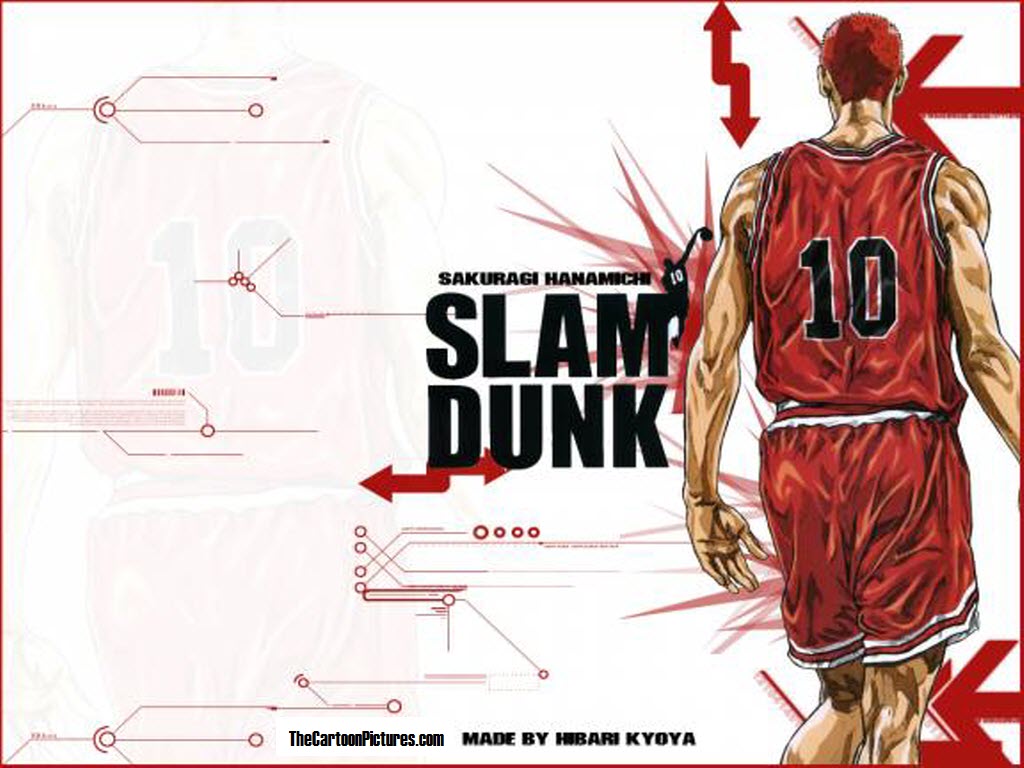 10
SAKURAGI HANAMICHI
10
SLAM
DUNK
10
TheCartoonPictures.com
MADE BY HIBARI KYOYA